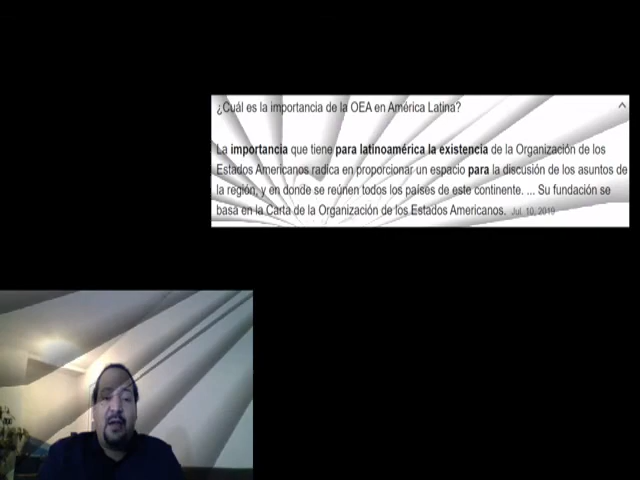 ¿Cuál es la importancia de la OEA en América Latina?
La importancia que tiene para latinoamérica la existencia de la Organización de los
Estados Americanos radica en proporcionar un espacio para la discusión de los asuntos de
la región, y en donde se reúnen todos los países de este continente. ... Su fundación se
basa en la Carta de la Organización de los Estados Americanos. Jul. 10, 2019